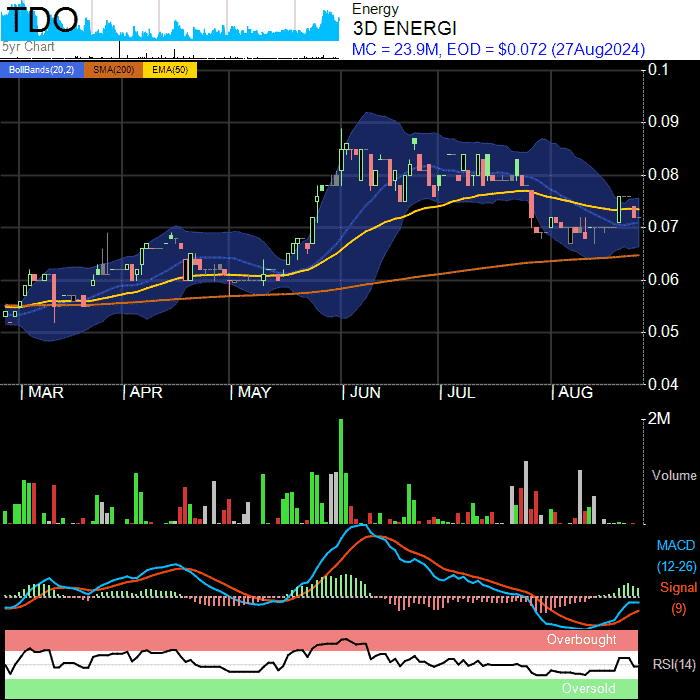 TDO
5yr Chart
Energy
3D ENERGI
MC = 23.9M, EOD = $0.072 (27Aug2024)
BollBands(20,2) SMA(200) EMA(50)
0.1
0.09
0.08
0.07
0.06
0.05
0.04
MAR APR MAY JUN JUL AUG
2M
Volume
MACD
(12-26)
Signal
(9)
Overbought
RSI(14)
Oversold